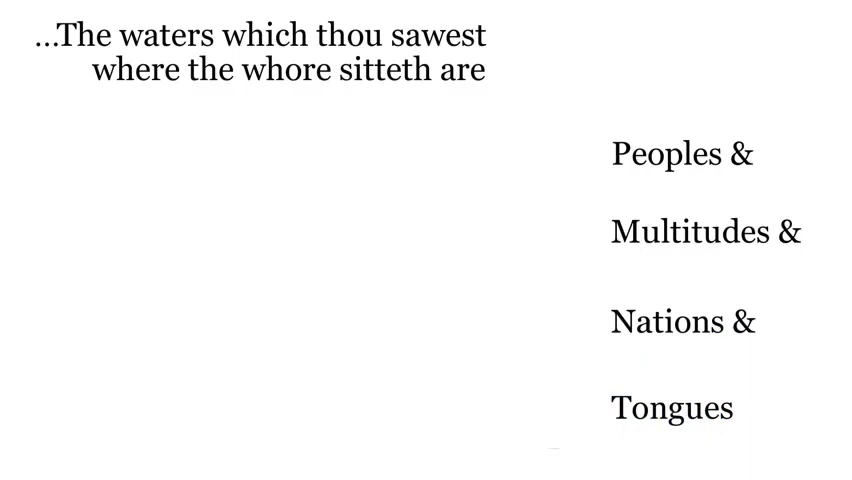 ...The waters which thou sawest
where the whore sitteth are
Peoples &
Multitudes &
Nations &
Tongues